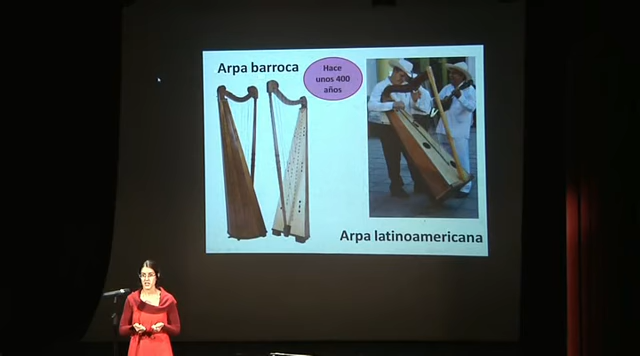 Arpa barroca
Hace
unos 400
años
Arpa latinoamericana